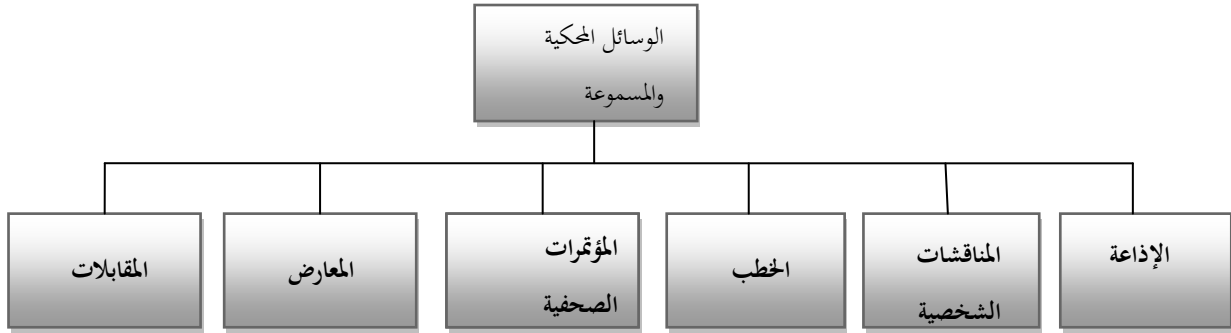 الوسائل المحكية
والمسموعة
الإذاعة
المناقشات
الشخصية
الخطب
المؤتمرات
الصحفية
المعارض
المقابلات